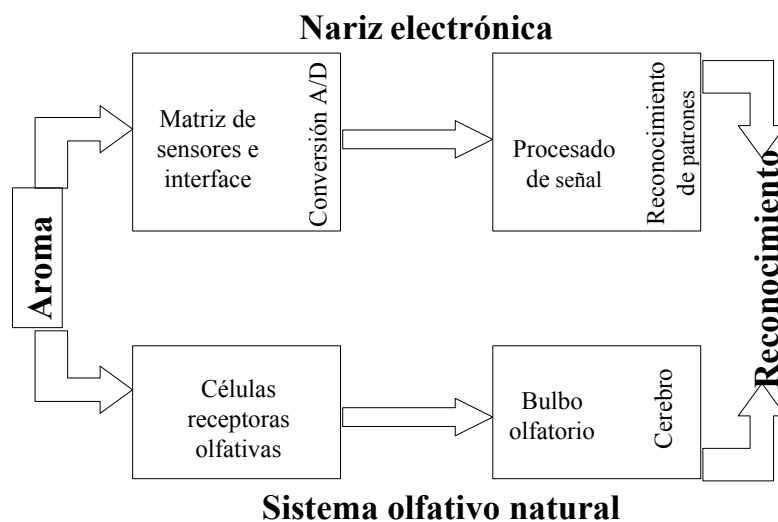 Nariz electrónica
Aroma
Matriz de
sensores e
interface
Conversión A/D
Procesado
de señal
Reconocimiento
de patrones
Reconocimiento
Células
receptoras
olfativas
Bulbo
olfatorio
Cerebro
Sistema olfativo natural